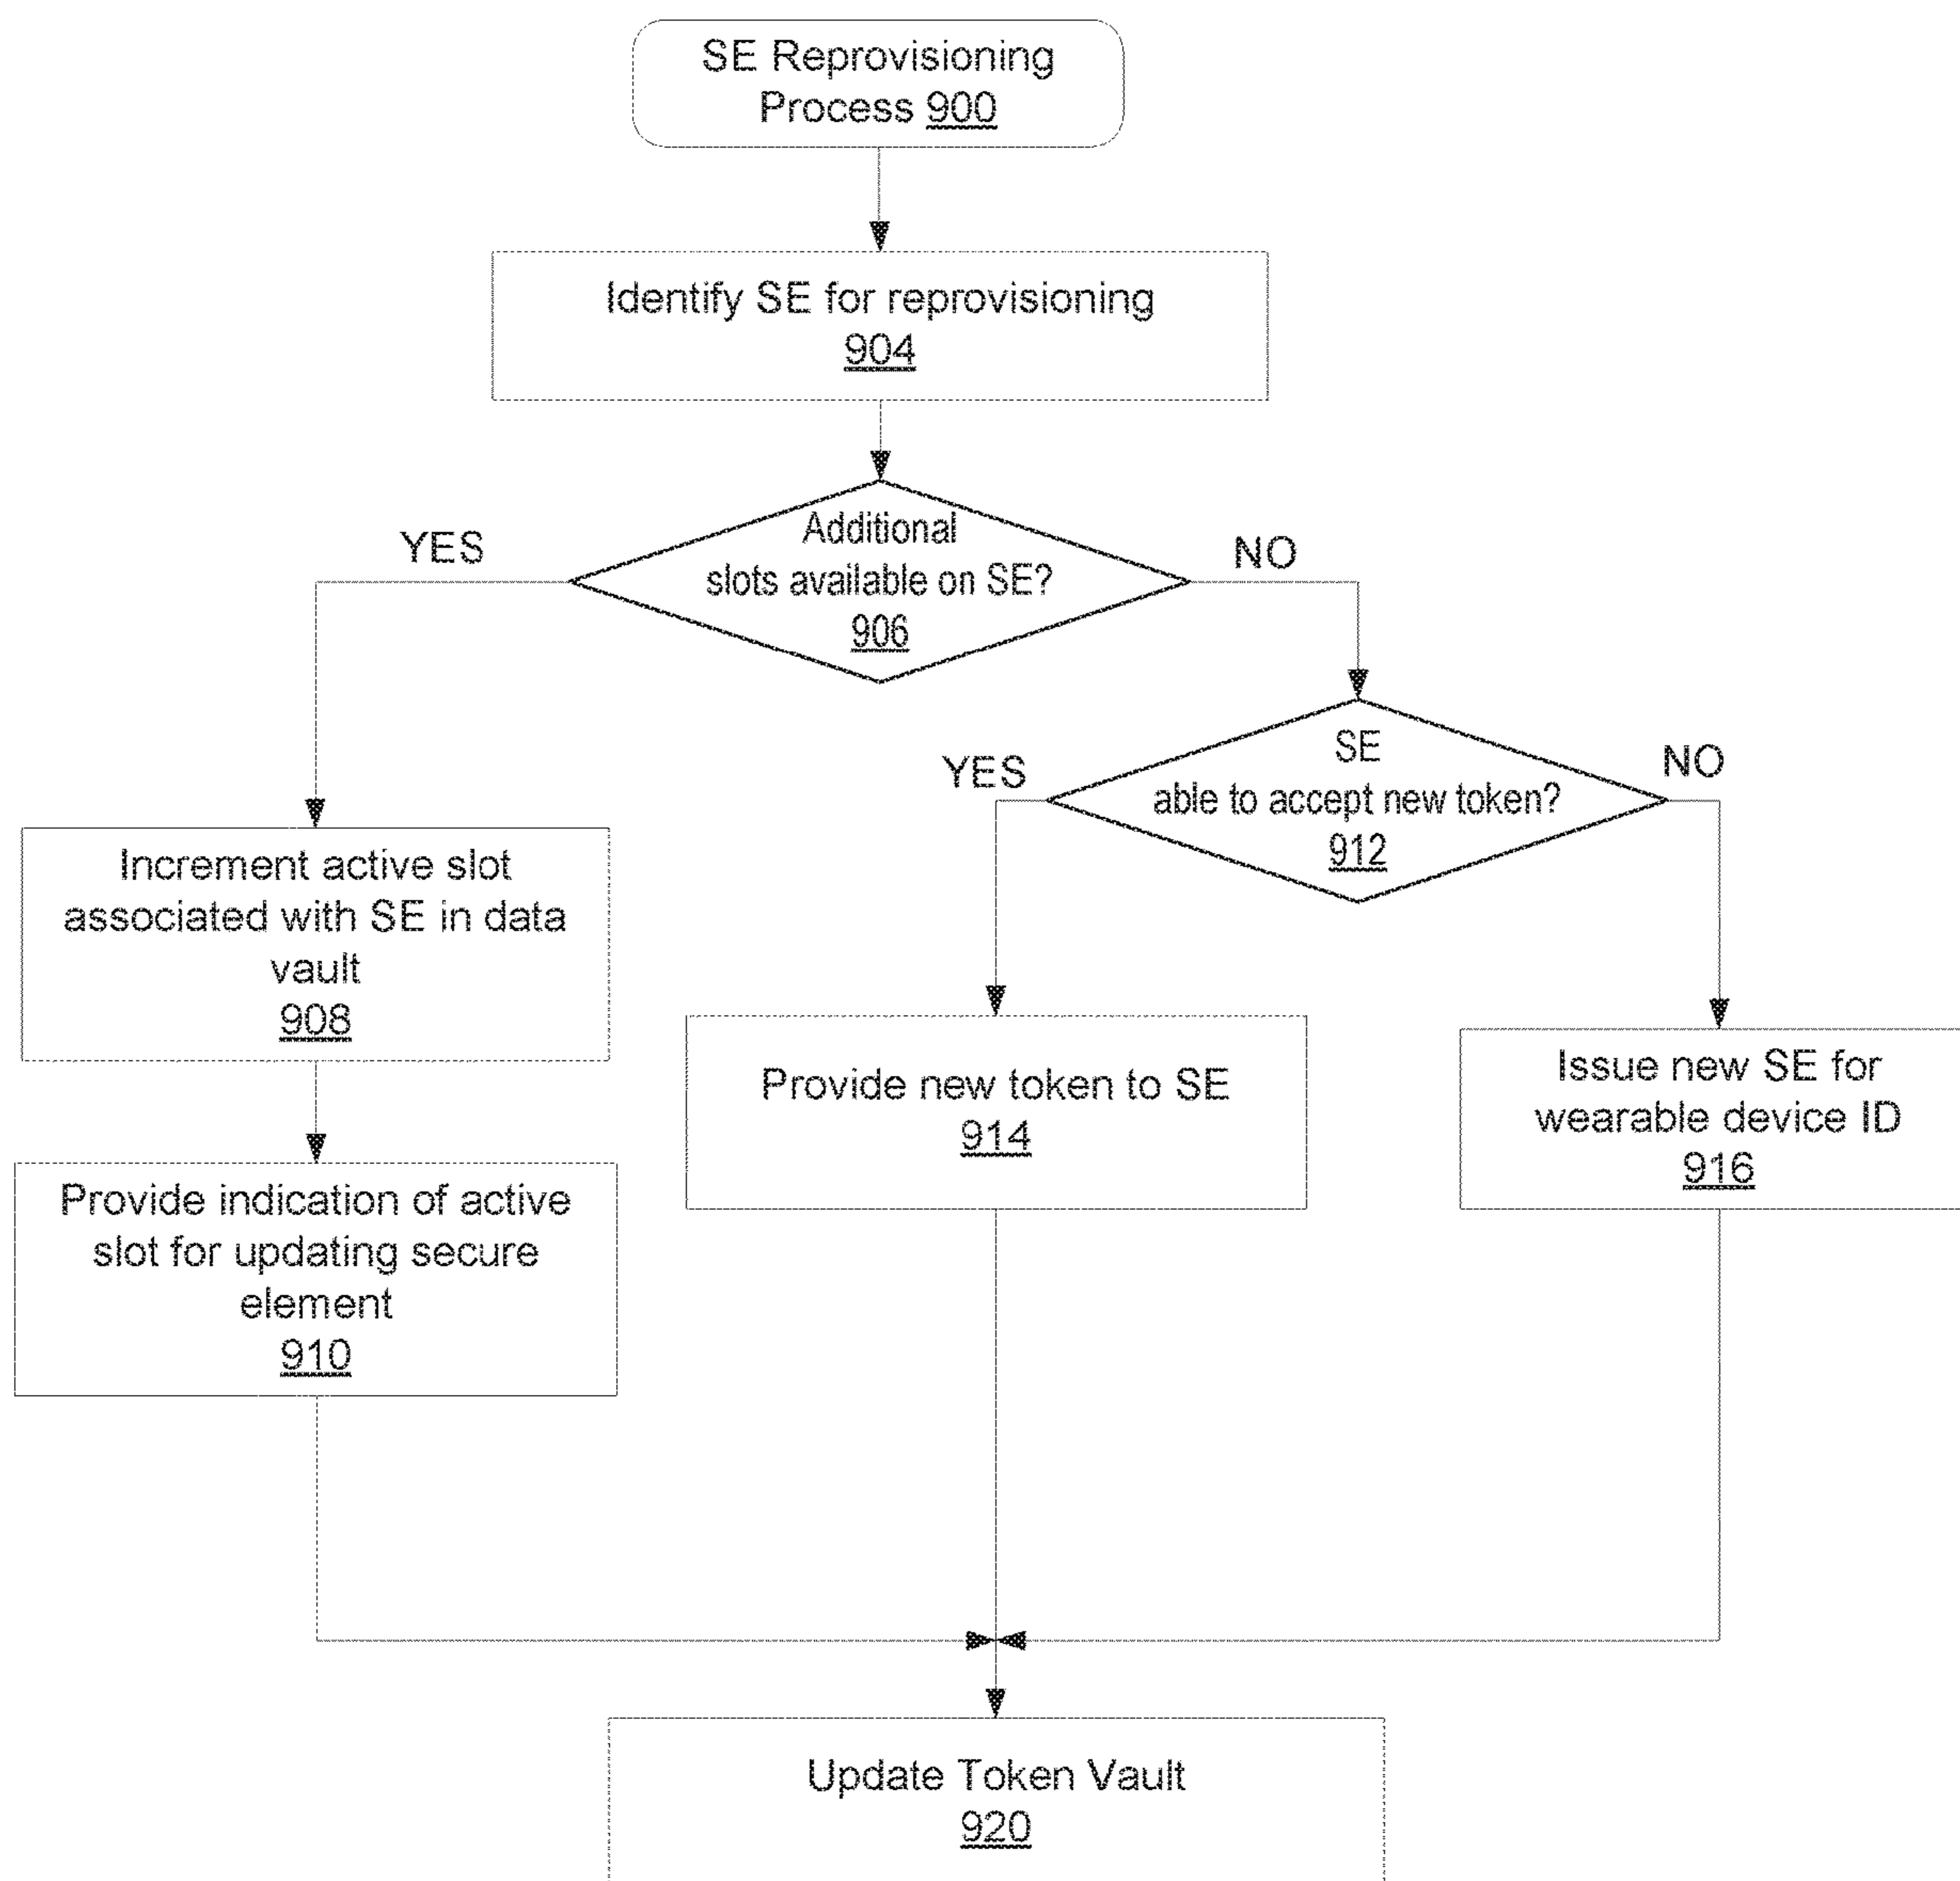 SE Reprovisioning
Process 900
Identify SE for reprovisioning
904
YES
Additional
slots available on SE?
906
NO
YES
SE
able to accept new token?
912
NO
Increment active slot
associated with SE in data
vault
908
Provide new token to SE
914
Issue new SE for
wearable device ID
916
Provide indication of active
slot for updating secure
element
910
Update Token Vault
920